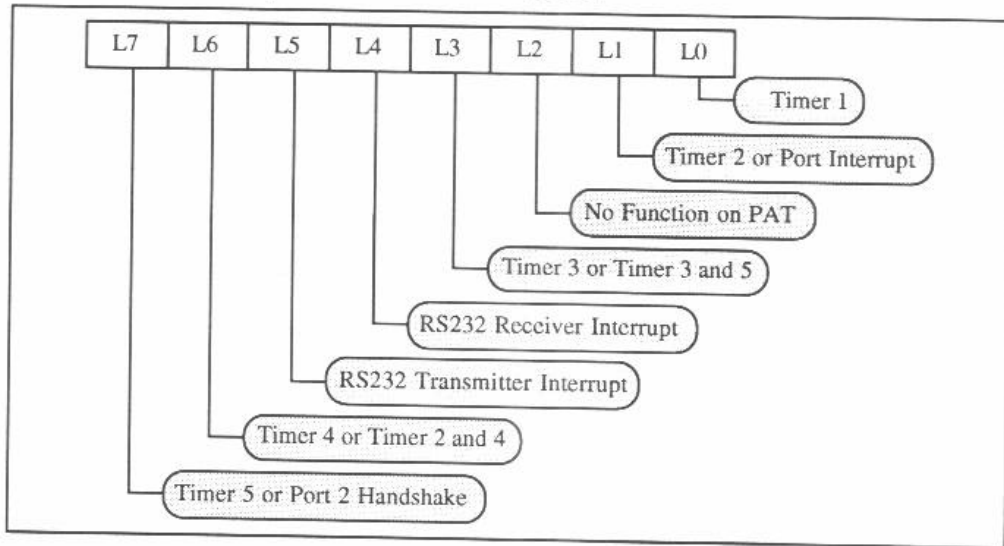 L7 L6 L5 L4 L3 L2 L1 L0
Timer 1
Timer 2 or Port Interrupt
No Function on PAT
Timer 3 or Timer 3 and 5
RS232 Receiver Interrupt
RS232 Transmitter Interrupt
Timer 4 or Timer 2 and 4
Timer 5 or Port 2 Handshake